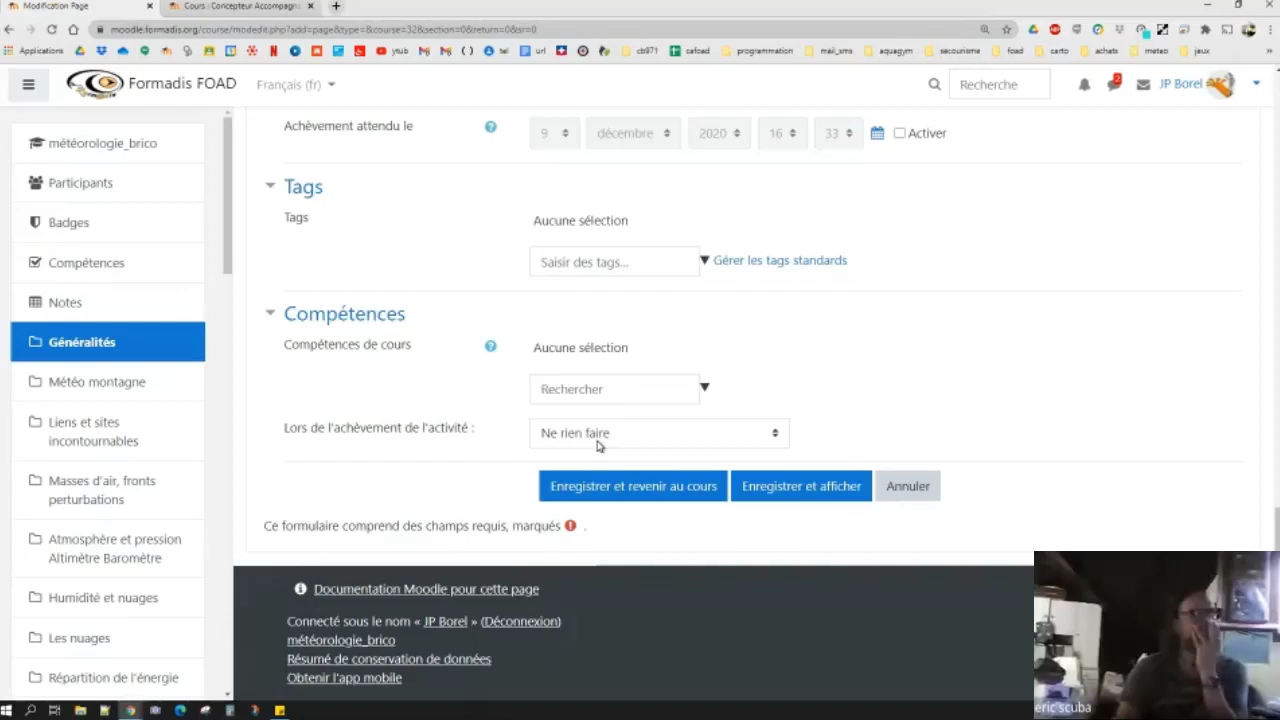 Modification Page
Cours : Concepteur Accompagn
moodle.formadis.org/course/modedit.php?add=page&type=&course=32&section=0&return=0&sr=0
Applications
ytub
tel
url
cb971
cafoad
programmation
mail_sms
aquagym
secourisme
foad
carto
achats
meteo
jeux
Formadis FOAD
Français (fr)
Recherche
2
JP Borel
météorologie_brico
Participants
Badges
Compétences
Notes
Généralités
Météo montagne
Liens et sites
incontournables
Masses d'air, fronts
perturbations
Atmosphère et pression
Altimètre Baromètre
Humidité et nuages
Les nuages
Répartition de l'énergie
Achèvement attendu le
9
décembre
2020
16
33
Activer
Tags
Tags
Aucune sélection
Saisir des tags...
Gérer les tags standards
Compétences
Compétences de cours
Aucune sélection
Rechercher
Lors de l'achèvement de l'activité :
Ne rien faire
Enregistrer et revenir au cours
Enregistrer et afficher
Annuler
Ce formulaire comprend des champs requis, marqués .
Documentation Moodle pour cette page
Connecté sous le nom « JP Borel » (Déconnexion)
météorologie_brico
Résumé de conservation de données
Obtenir l'app mobile
eric scuba